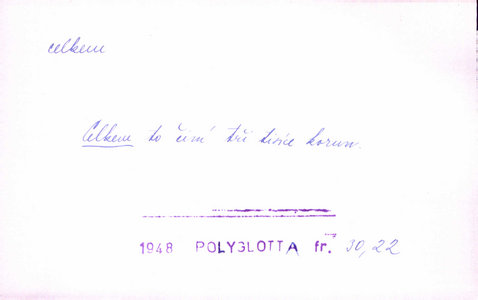 celkem
Celkem to činí tři tisíce korun.
1948 POLYGLOTTA fr. 30,22